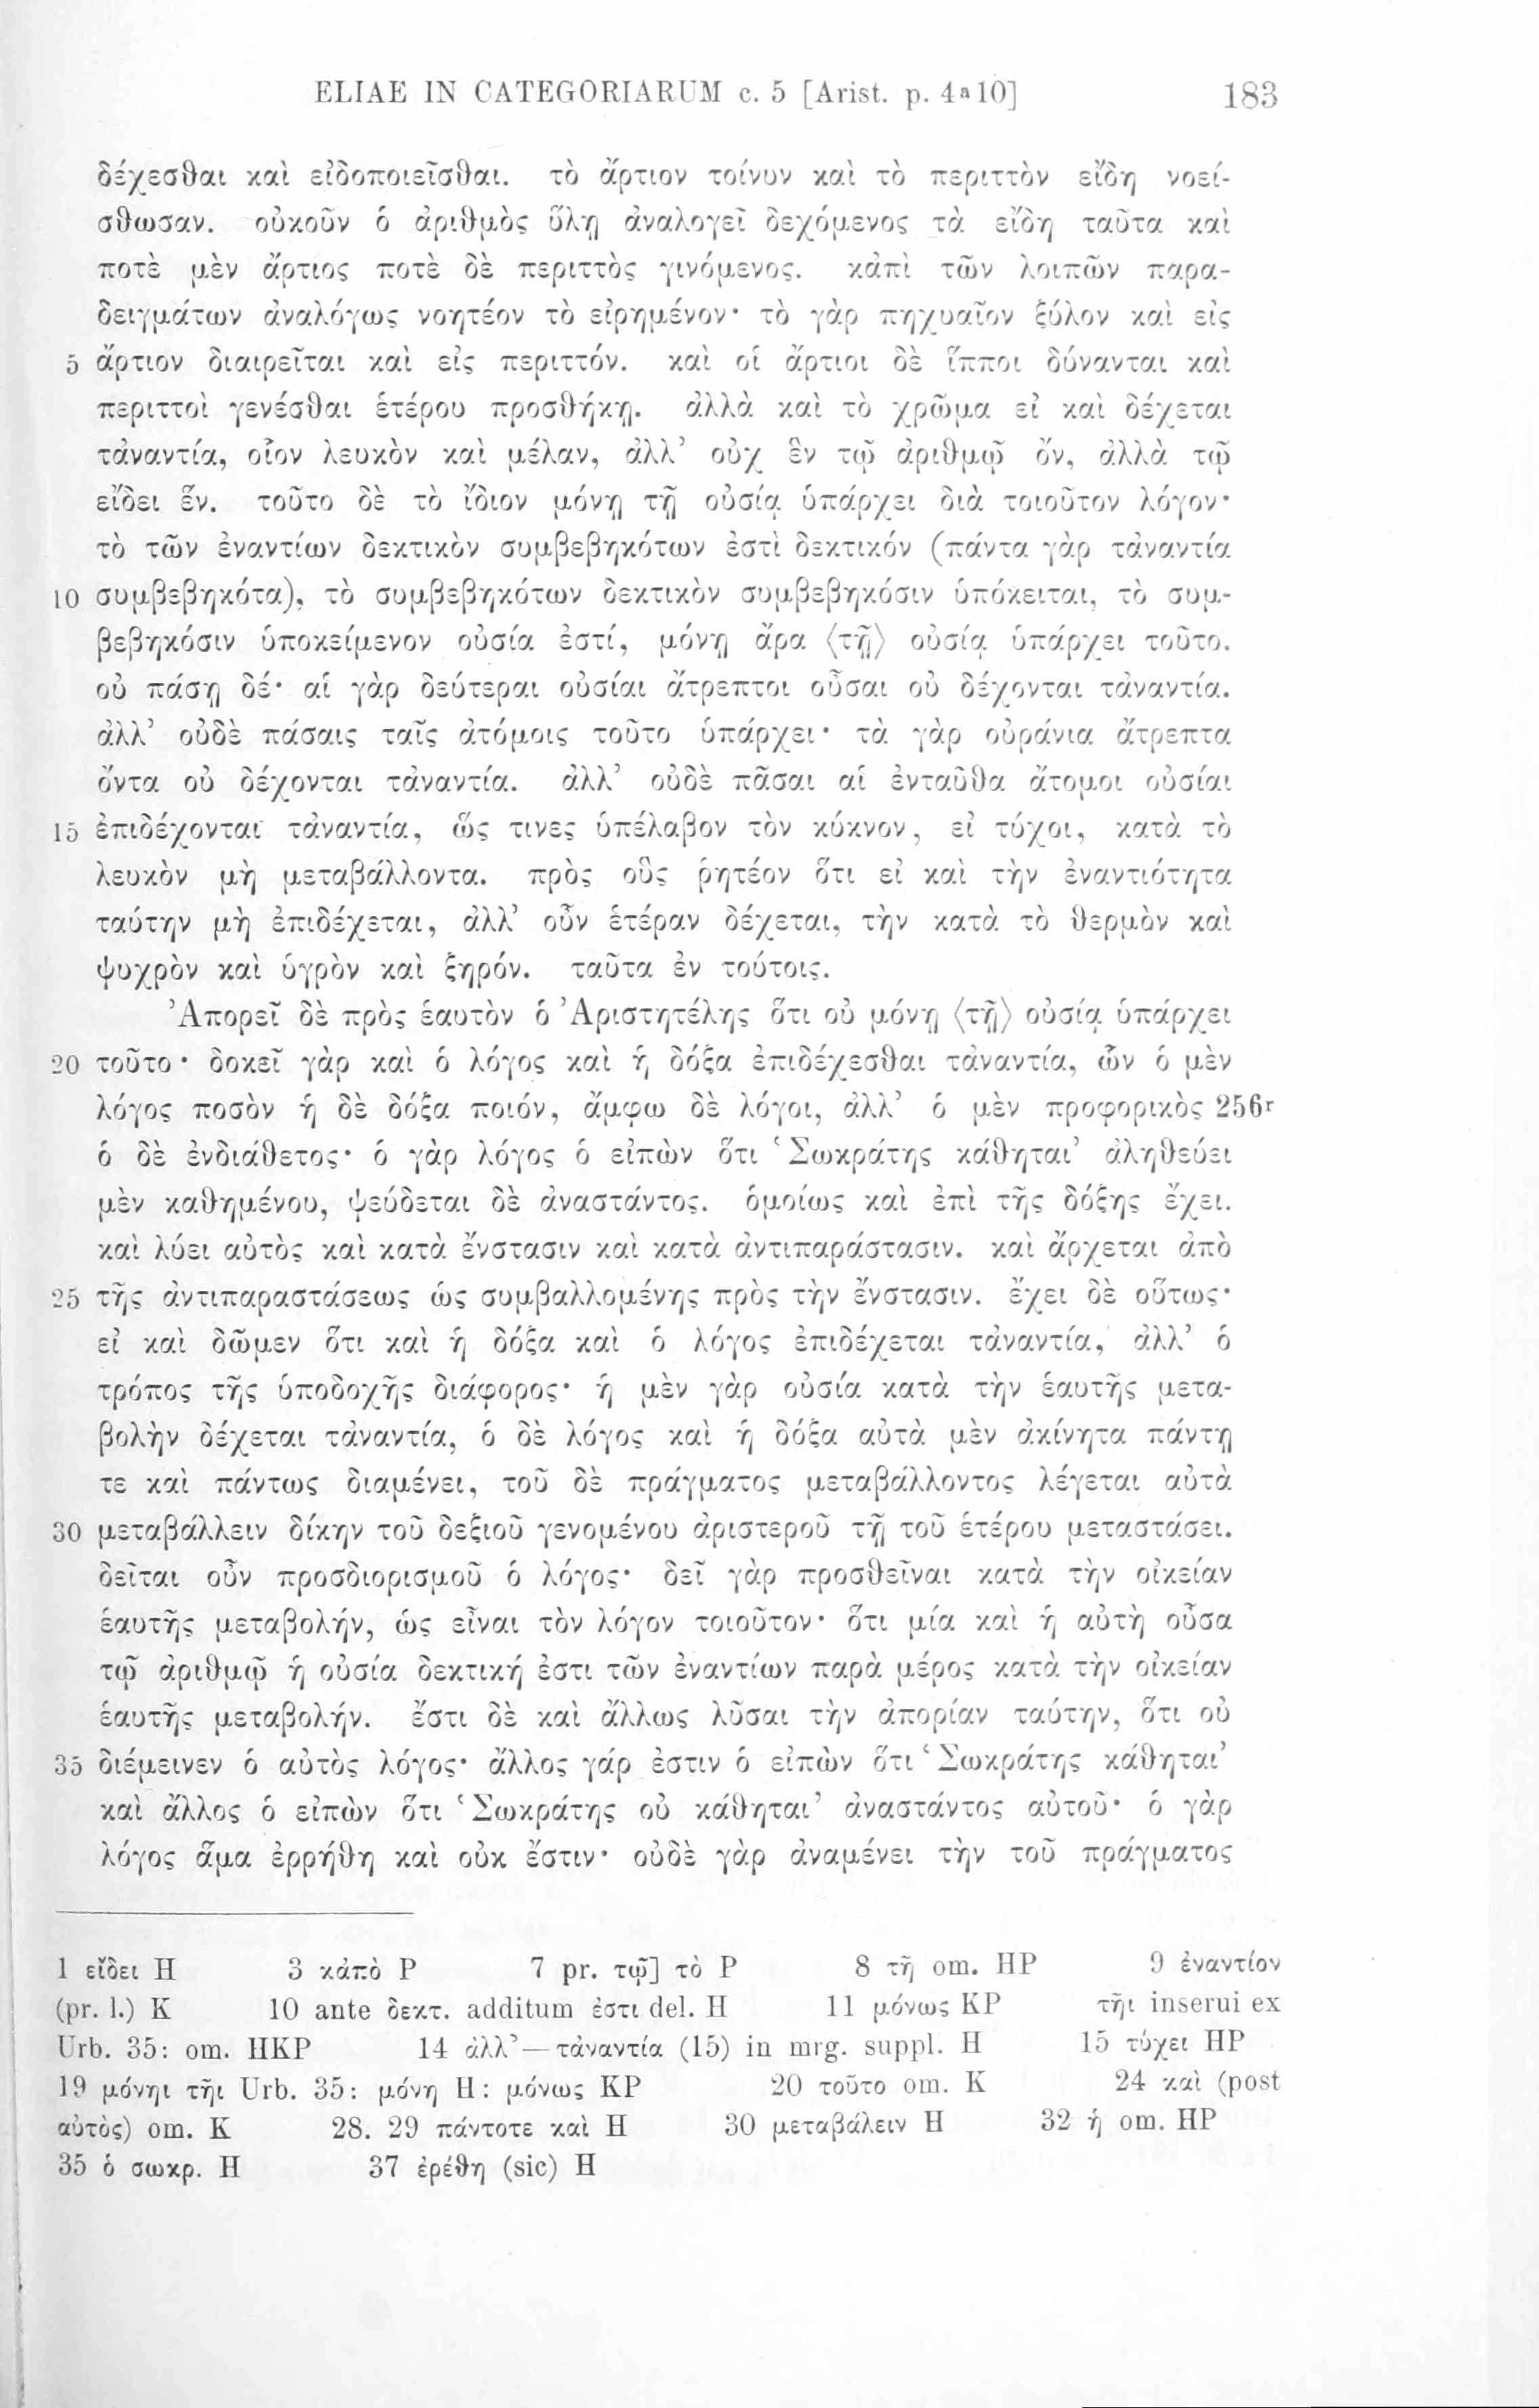 ELIAE IN CATEGORIARUM c. 5 [Arist. p. 4a10] 183
δέχεσθαι καὶ εἰδοποιεῖσθαι. τὸ ἄρτιον τοίνυν καὶ τὸ περιττὸν εἴδη νοεί-
σθωσαν. οὐκοῦν ὁ ἀριθμὸς ὕλῃ ἀναλογεῖ δεχόμενος τὰ εἴδη ταῦτα καὶ
ποτὲ μὲν ἄρτιος ποτὲ δὲ περιττὸς γινόμενος. κἀπὶ τῶν λοιπῶν παρα-
δειγμάτων ἀναλόγως νοητέον τὸ εἰρημένον· τὸ γὰρ πηχυαῖον ξύλον καὶ εἰς
5 ἄρτιον διαιρεῖται καὶ εἰς περιττόν. καὶ οἱ ἄρτιοι δὲ ἵπποι δύνανται καὶ
περιττοὶ γενέσθαι ἑτέρου προσθήκῃ. ἀλλὰ καὶ τὸ χρῶμα εἰ καὶ δέχεται
τἀναντία, οἷον λευκὸν καὶ μέλαν, ἀλλ’ οὐχ ἓν τῷ ἀριθμῷ ὄν, ἀλλὰ τῷ
εἴδει ἕν. τοῦτο δὲ τὸ ἴδιον μόνῃ τῇ οὐσίᾳ ὑπάρχει διὰ τοιοῦτον λόγον·
τὸ τῶν ἐναντίων δεκτικὸν συμβεβηκότων ἐστὶ δεκτικόν (πάντα γὰρ τἀναντία
10 συμβεβηκότα), τὸ συμβεβηκότων δεκτικὸν συμβεβηκόσιν ὑπόκειται, τὸ συμ-
βεβηκόσιν ὑποκείμενον οὐσία ἐστί, μόνῃ ἄρα ⟨τῇ⟩ οὐσίᾳ ὑπάρχει τοῦτο.
οὐ πάσῃ δέ· αἱ γὰρ δεύτεραι οὐσίαι ἄτρεπτοι οὖσαι οὐ δέχονται τἀναντία.
ἀλλ’ οὐδὲ πάσαις ταῖς ἀτόμοις τοῦτο ὑπάρχει· τὰ γὰρ οὐράνια ἄτρεπτα
ὄντα οὐ δέχονται τἀναντία. ἀλλ’ οὐδὲ πᾶσαι αἱ ἐνταῦθα ἄτομοι οὐσίαι
15 ἐπιδέχονται τἀναντία, ὥς τινες ὑπέλαβον τὸν κύκνον, εἰ τύχοι, κατὰ τὸ
λευκὸν μὴ μεταβάλλοντα. πρὸς οὓς ῥητέον ὅτι εἰ καὶ τὴν ἐναντιότητα
ταύτην μὴ ἐπιδέχεται, ἀλλ’ οὖν ἑτέραν δέχεται, τὴν κατὰ τὸ θερμὸν καὶ
ψυχρὸν καὶ ὑγρὸν καὶ ξηρόν. ταῦτα ἐν τούτοις.
Ἀπορεῖ δὲ πρὸς ἑαυτὸν ὁ Ἀριστητέλης ὅτι οὐ μόνῃ ⟨τῇ⟩ οὐσίᾳ ὑπάρχει
20 τοῦτο· δοκεῖ γὰρ καὶ ὁ λόγος καὶ ἡ δόξα ἐπιδέχεσθαι τἀναντία, ὧν ὁ μὲν
λόγος ποσὸν ἡ δὲ δόξα ποιόν, ἄμφω δὲ λόγοι, ἀλλ’ ὁ μὲν προφορικὸς 256r
ὁ δὲ ἐνδιάθετος· ὁ γὰρ λόγος ὁ εἰπὼν ὅτι ‘Σωκράτης κάθηται’ ἀληθεύει
μὲν καθημένου, ψεύδεται δὲ ἀναστάντος. ὁμοίως καὶ ἐπὶ τῆς δόξης ἔχει.
καὶ λύει αὐτὸς καὶ κατὰ ἔνστασιν καὶ κατὰ ἀντιπαράστασιν. καὶ ἄρχεται ἀπὸ
25 τῆς ἀντιπαραστάσεως ὡς συμβαλλομένης πρὸς τὴν ἔνστασιν. ἔχει δὲ οὕτως·
εἰ καὶ δῶμεν ὅτι καὶ ἡ δόξα καὶ ὁ λόγος ἐπιδέχεται τἀναντία, ἀλλ’ ὁ
τρόπος τῆς ὑποδοχῆς διάφορος· ἡ μὲν γὰρ οὐσία κατὰ τὴν ἑαυτῆς μετα-
βολὴν δέχεται τἀναντία, ὁ δὲ λόγος καὶ ἡ δόξα αὐτὰ μὲν ἀκίνητα πάντῃ
τε καὶ πάντως διαμένει, τοῦ δὲ πράγματος μεταβάλλοντος λέγεται αὐτὰ
30 μεταβάλλειν δίκην τοῦ δεξιοῦ γενομένου ἀριστεροῦ τῇ τοῦ ἑτέρου μεταστάσει.
δεῖται οὖν προσδιορισμοῦ ὁ λόγος· δεῖ γὰρ προσθεῖναι κατὰ τὴν οἰκείαν
ἑαυτῆς μεταβολήν, ὡς εἶναι τὸν λόγον τοιοῦτον· ὅτι μία καὶ ἡ αὐτὴ οὖσα
τῷ ἀριθμῷ ἡ οὐσία δεκτική ἐστι τῶν ἐναντίων παρὰ μέρος κατὰ τὴν οἰκείαν
ἑαυτῆς μεταβολήν. ἔστι δὲ καὶ ἄλλως λῦσαι τὴν ἀπορίαν ταύτην, ὅτι οὐ
35 διέμεινεν ὁ αὐτὸς λόγος· ἄλλος γάρ ἐστιν ὁ εἰπὼν ὅτι ‘Σωκράτης κάθηται’
καὶ ἄλλος ὁ εἰπὼν ὅτι ‘Σωκράτης οὐ κάθηται’ ἀναστάντος αὐτοῦ· ὁ γὰρ
λόγος ἅμα ἐρρήθη καὶ οὐκ ἔστιν· οὐδὲ γὰρ ἀναμένει τὴν τοῦ πράγματος
1 εἴδει H 3 κἀπὸ P 7 pr. τῷ] τὸ P 8 τῇ om. HP 9 ἐναντίον
(pr. l.) K 10 ante δεκτ. additum ἐστι del. H 11 μόνως KP τῆι inserui ex
Urb. 35: om. HKP 14 ἀλλ’—τἀναντία (15) in mrg. suppl. H 15 τύχει HP
19 μόνηι τῆι Urb. 35: μόνη H: μόνως KP 20 τοῦτο om. K 24 καὶ (post
αὐτὸς) om. K 28. 29 πάντοτε καὶ H 30 μεταβάλειν H 32 ἡ om. HP
35 ὁ σωκρ. H 37 ἐρέθη (sic) H